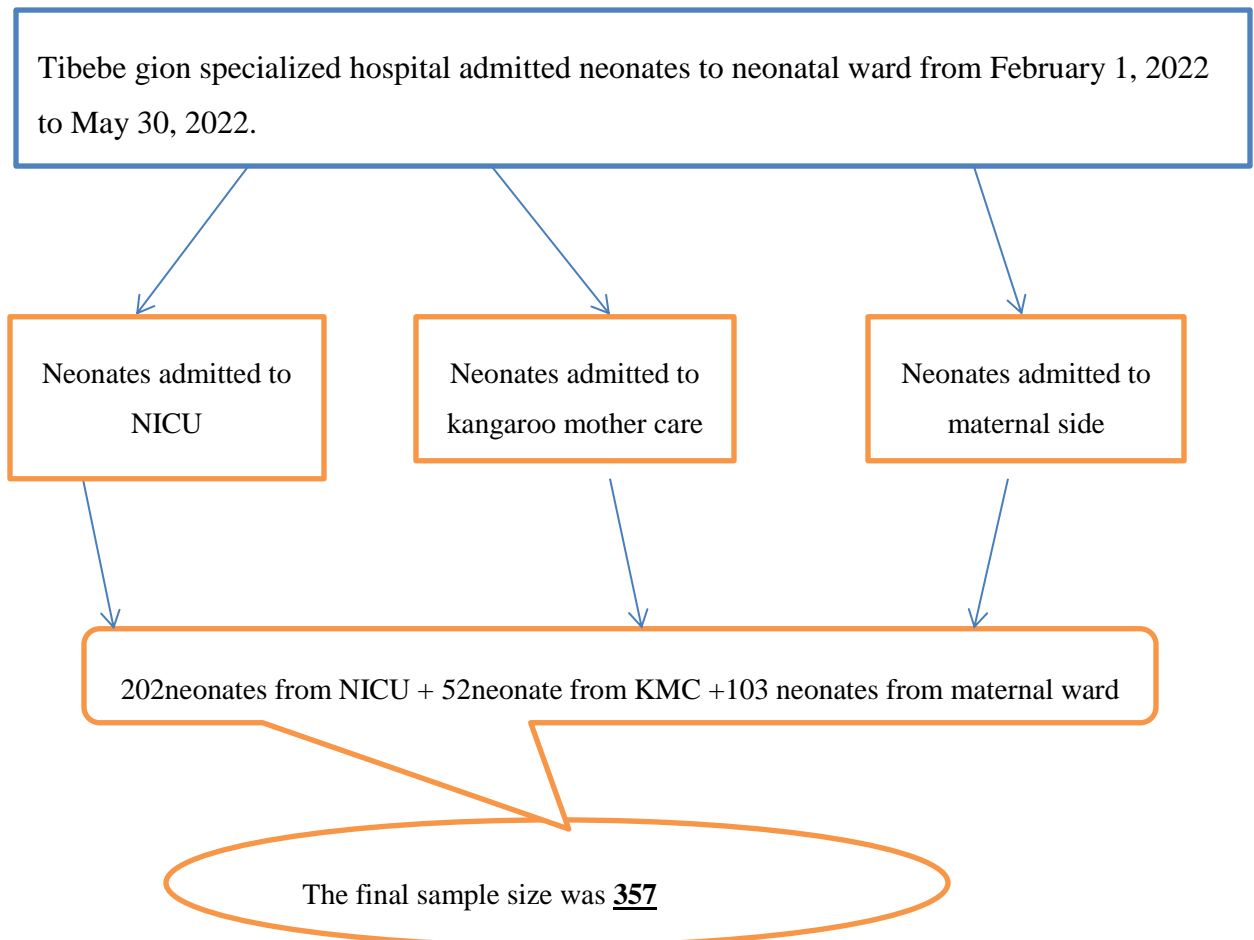 Tibebe gion specialized hospital admitted neonates to neonatal ward from February 1, 2022
to May 30, 2022.
Neonates admitted to
NICU
Neonates admitted to
kangaroo mother care
Neonates admitted to
maternal side
202neonates from NICU + 52neonate from KMC +103 neonates from maternal ward
The final sample size was 357